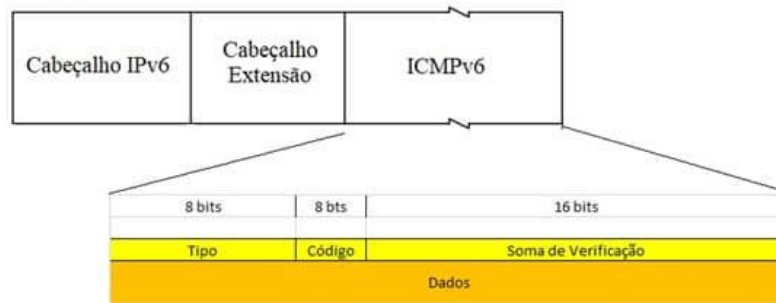 Cabeçalho IPv6
Cabeçalho
Extensão
ICMPv6
8 bits
8 bts
16 bits
Tipo
Código
Soma de Verificação
Dados